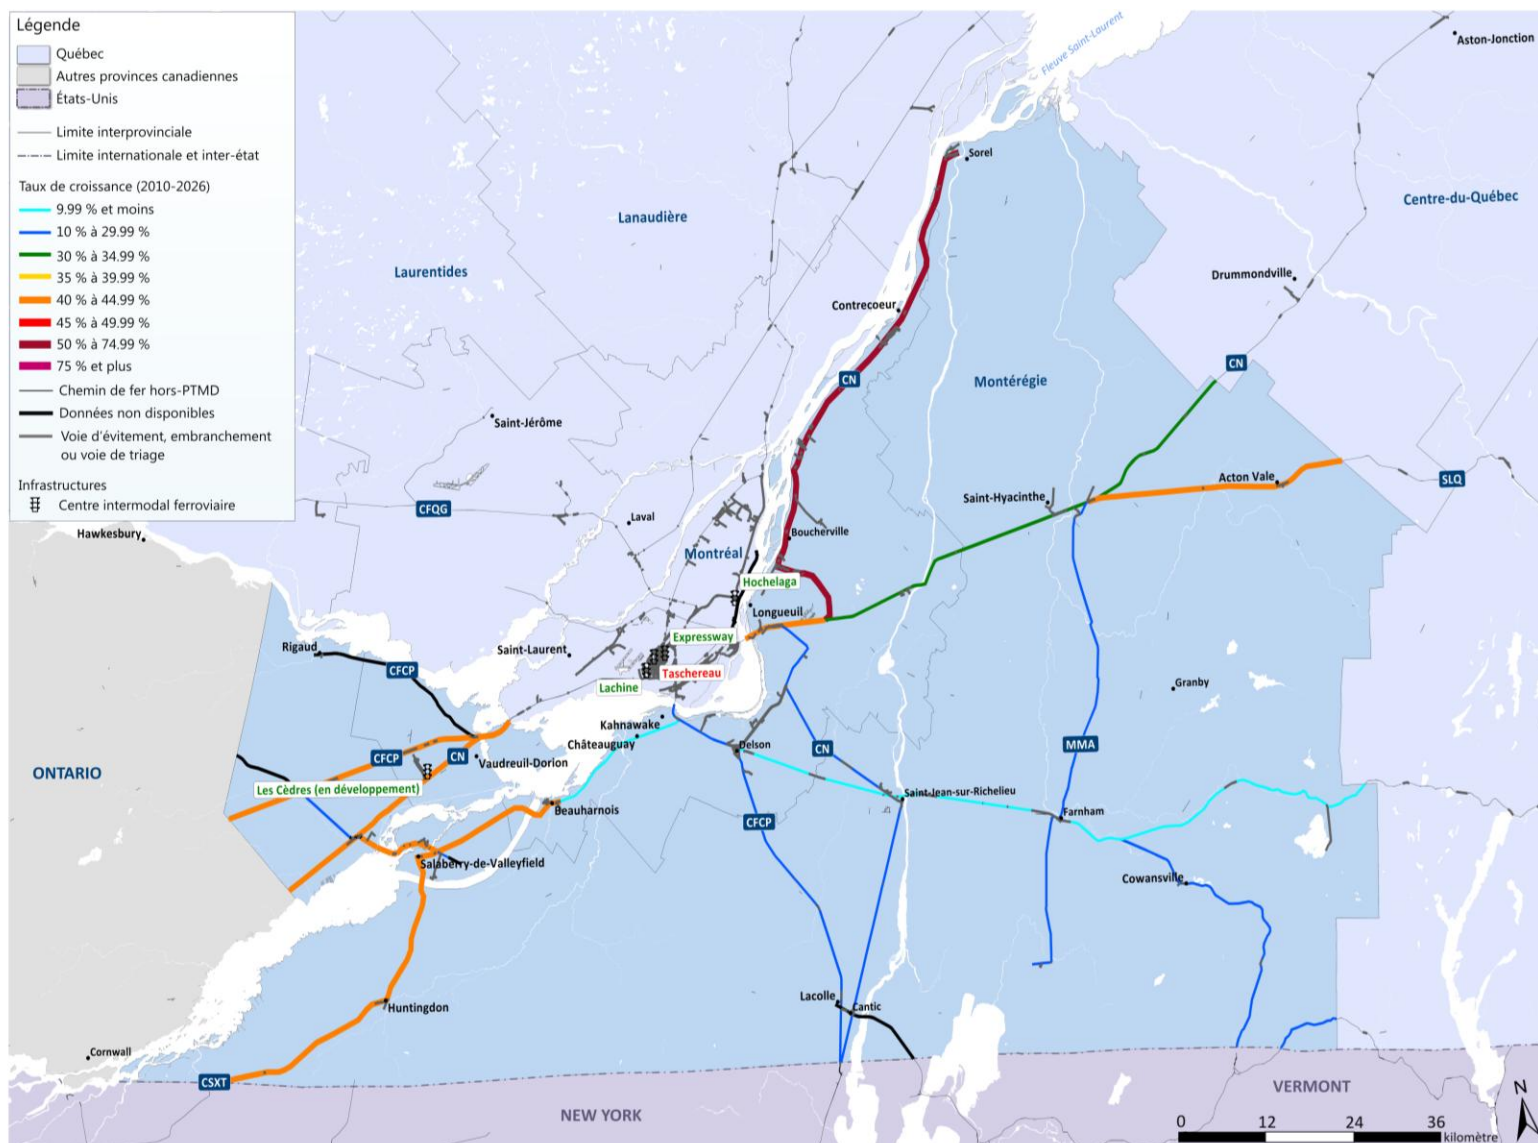 Légende
Québec
Autres provinces canadiennes
États-Unis
Limite interprovinciale
Limite internationale et inter-état
Taux de croissance (2010-2026)
9.99 % et moins
10 % à 29.99 %
30 % à 34.99 %
35 % à 39.99 %
40 % à 44.99 %
45 % à 49.99 %
50 % à 74.99 %
75 % et plus
Chemin de fer hors-PTMD
Données non disponibles
Voie d'évitement, embranchement
ou voie de triage
Infrastructures
Centre intermodal ferroviaire
Fleuve Saint-Laurent
Aston-Jonction
Sorel
Centre-du-Québec
Lanaudière
Laurentides
Drummondville
Contrecoeur
CN
CN
Montérégie
Saint-Jérôme
Acton Vale
SLQ
Saint-Hyacinthe
CFQG
Laval
Hawkesbury
Boucherville
Montréal
Hochelaga
Longueuil
Expressway
Rigaud
Saint-Laurent
CFCP
Taschereau
Lachine
Granby
Kahnawake
Châteauguay
Delson
CN
MMA
CFCP
CN
Vaudreuil-Dorion
ONTARIO
Les Cèdres (en développement)
Saint-Jean-sur-Richelieu
Beauharnois
CFCP
Farnham
Salaberry-de-Valleyfield
Cowansville
Lacolle
Cantic
Huntingdon
Cornwall
CSXT
NEW YORK
VERMONT
N
0 12 24 36
kilomètre